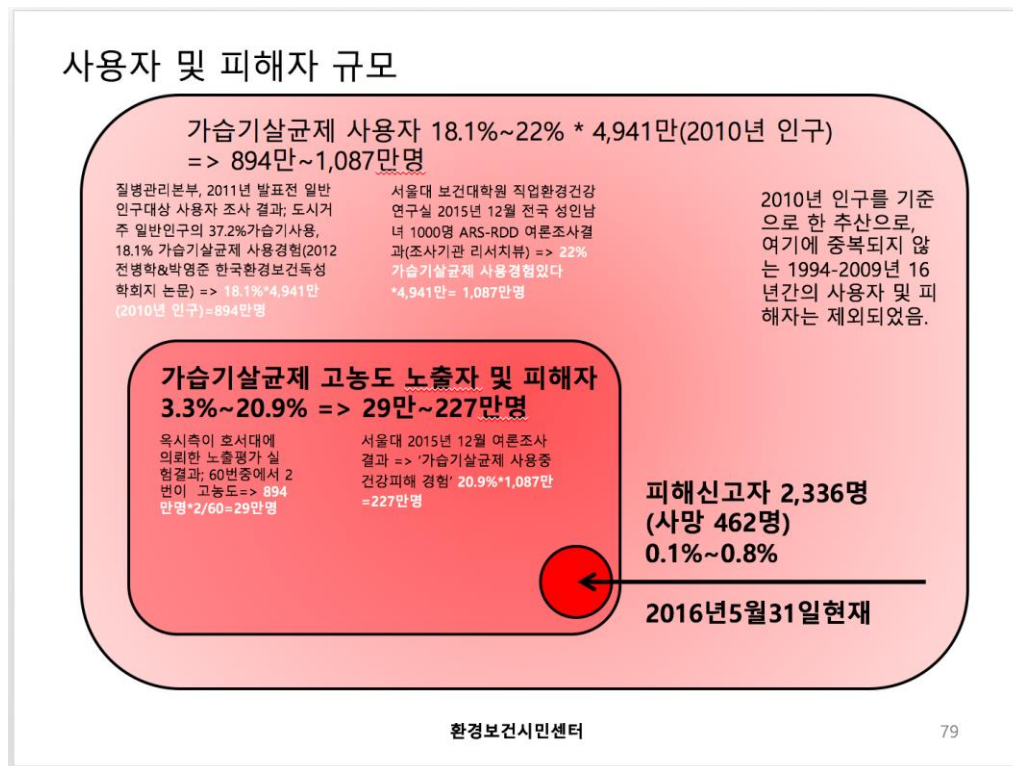 사용자 및 피해자 규모
가습기살균제 사용자 18.1%~22% * 4,941만(2010년 인구)
=> 894만~1,087만명
질병관리본부, 2011년 발표전 일반
인구대상 사용자 조사 결과; 도시거
주 일반인구의 37.2%가습기사용,
18.1% 가습기살균제 사용경험(2012
전병학&박영준 한국환경보건독성
학회지 논문) => 18.1%*4,941만
(2010년 인구)=894만명
서울대 보건대학원 직업환경건강
연구실 2015년 12월 전국 성인남
녀 1000명 ARS-RDD 여론조사결
과(조사기관 리서치뷰) => 22%
가습기살균제 사용경험있다
*4,941만= 1,087만명
2010년 인구를 기준
으로 한 추산으로,
여기에 중복되지 않
는 1994-2009년 16
년간의 사용자 및 피
해자는 제외되었음.
가습기살균제 고농도 노출자 및 피해자
3.3%~20.9% => 29만~227만명
옥시측이 호서대에
의뢰한 노출평가 실
험결과; 60번중에서 2
번이 고농도=> 894
만명*2/60=29만명
서울대 2015년 12월 여론조사
결과 => '가습기살균제 사용중
건강피해 경험' 20.9%*1,087만
=227만명
피해신고자 2,336명
(사망 462명)
0.1%~0.8%
2016년5월31일현재
환경보건시민센터
79